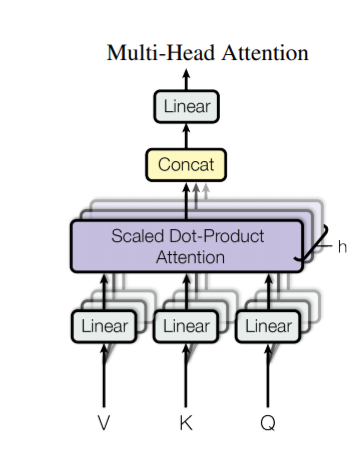 Multi-Head Attention
Linear
Concat
Scaled Dot-Product
Attention
h
Linear Linear Linear
V K Q